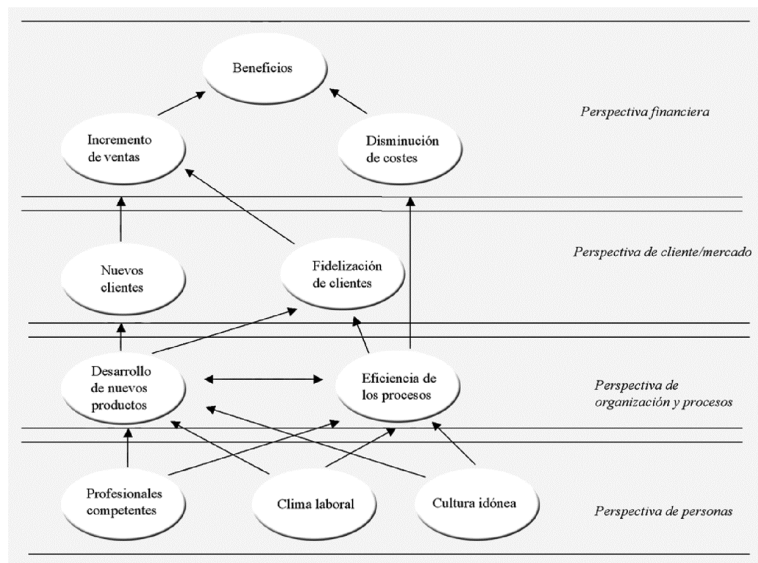 Beneficios
Perspectiva financiera
Incremento
de ventas
Disminución
de costes
Perspectiva de cliente/mercado
Nuevos
clientes
Fidelización
de clientes
Desarrollo
de nuevos
productos
Eficiencia de
los procesos
Perspectiva de
organización y procesos
Profesionales
competentes
Clima laboral
Cultura idónea
Perspectiva de personas